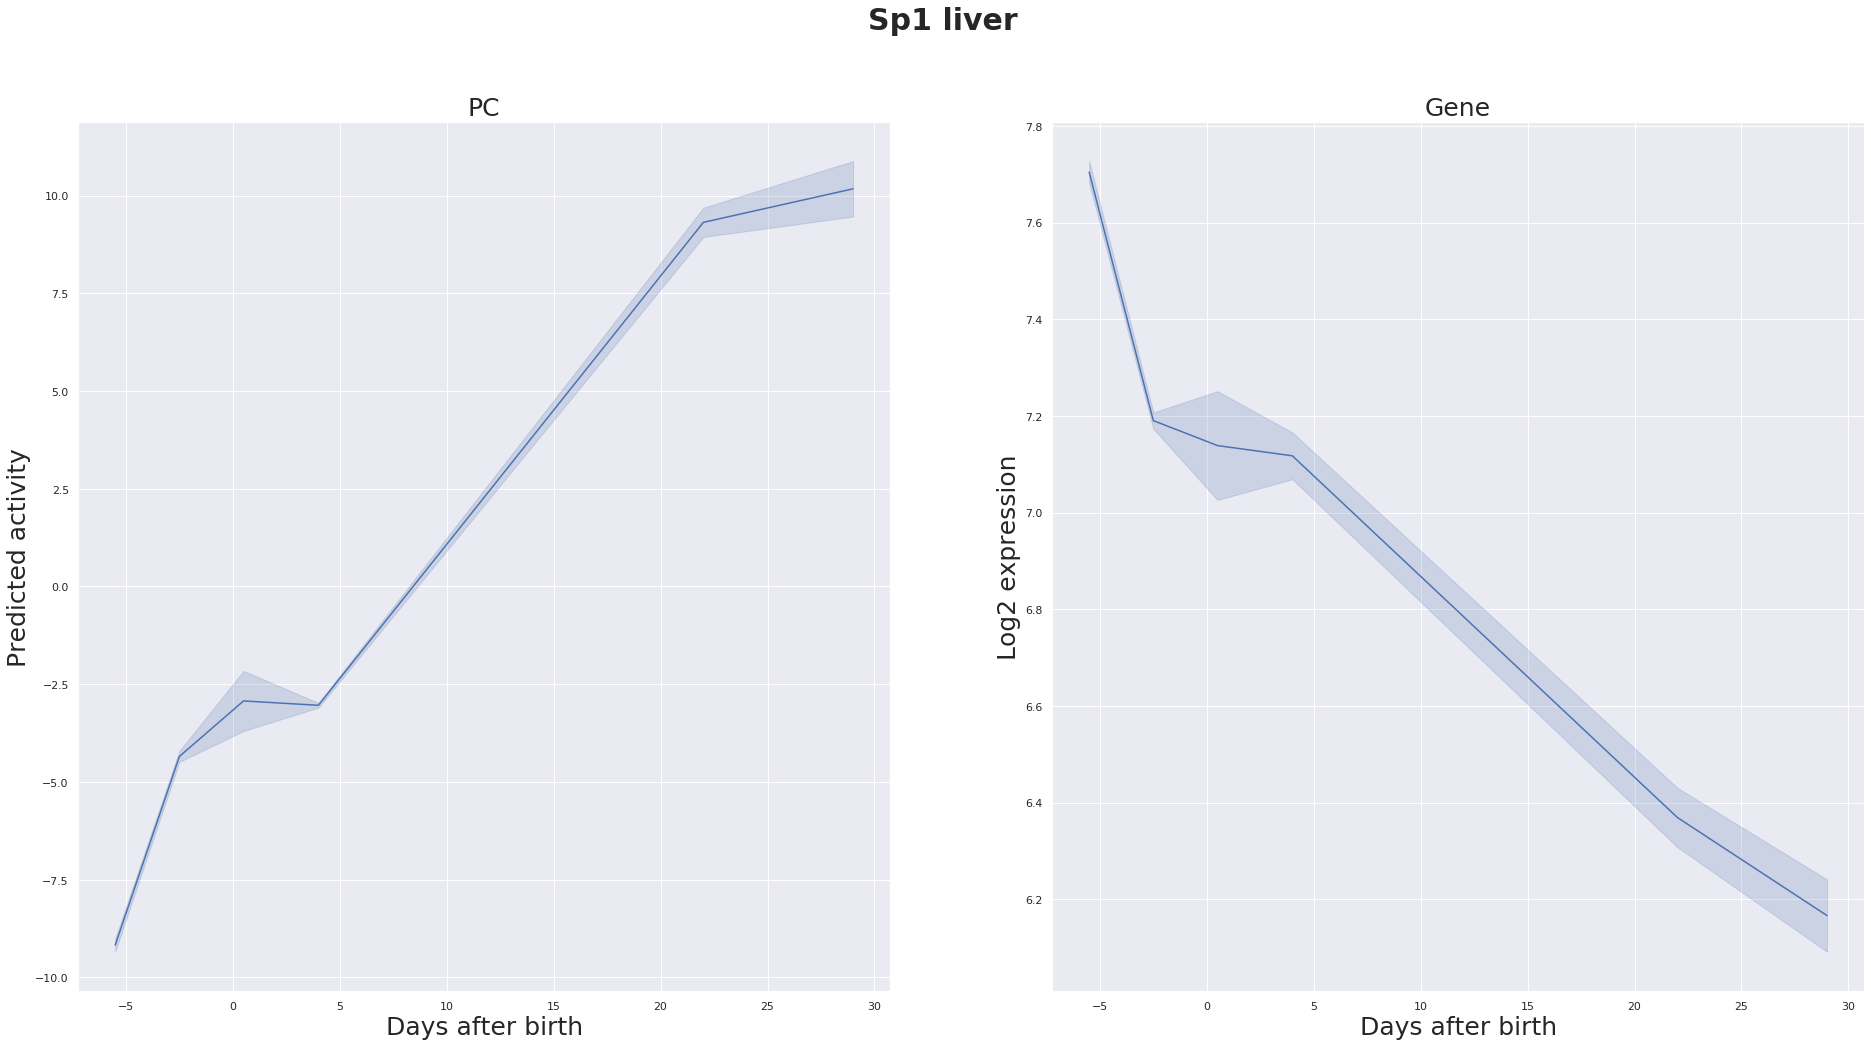 Sp1 liver
PC
Predicted activity
10.0
7.5
5.0
2.5
0.0
−2.5
−5.0
−7.5
−10.0
−5 0 5 10 15 20 25 30
Days after birth
Gene
Log2 expression
7.8
7.6
7.4
7.2
7.0
6.8
6.6
6.4
6.2
−5 0 5 10 15 20 25 30
Days after birth